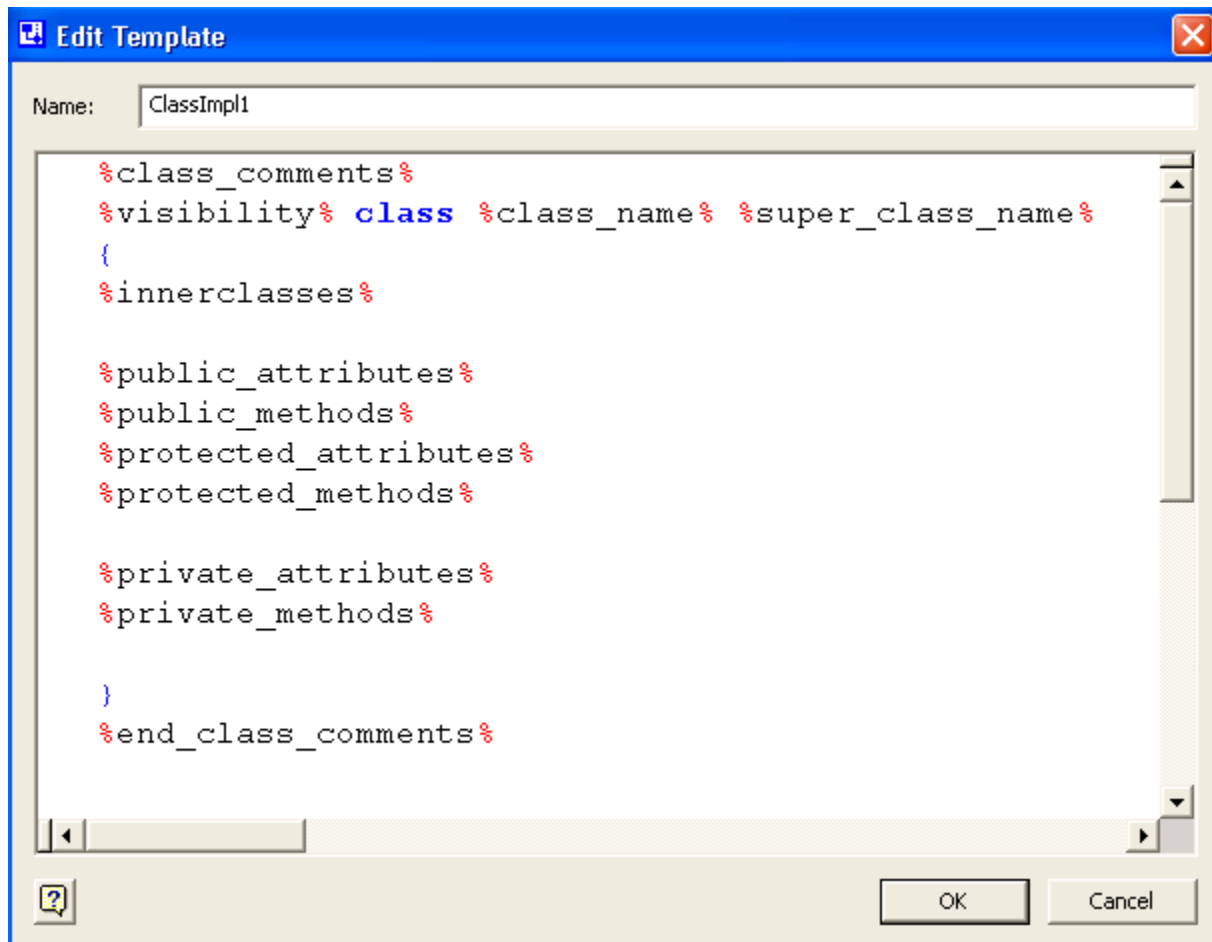 Edit Template
Name: ClassImpl1
%class_comments%
%visibility% class %class_name% %super_class_name%
{
%innerclasses%
%public_attributes%
%public_methods%
%protected_attributes%
%protected_methods%
%private_attributes%
%private_methods%
}
%end_class_comments%
OK Cancel